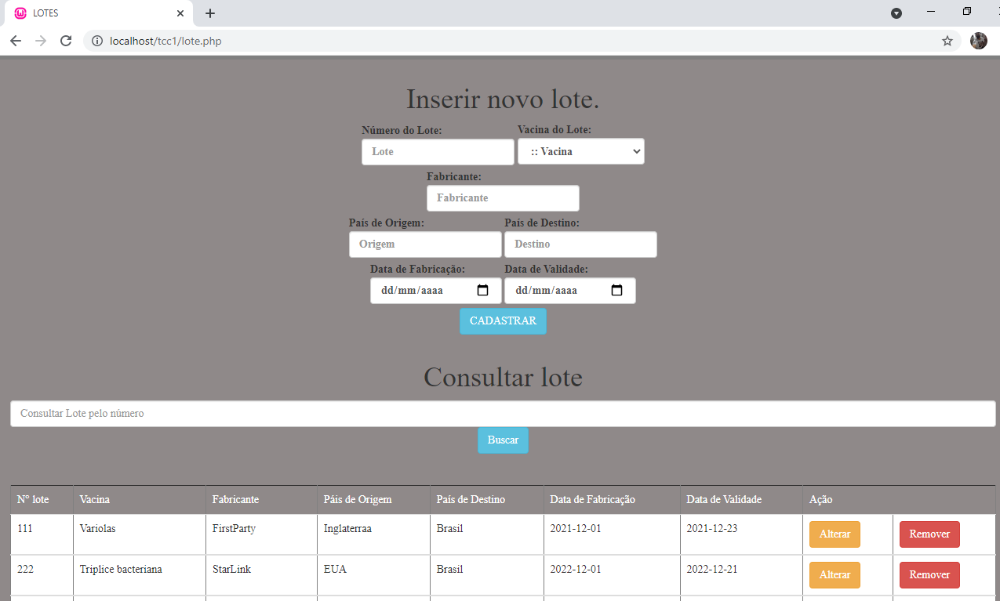 LOTES
localhost/tcc1/lote.php
Inserir novo lote.
Número do Lote: Vacina do Lote:
Lote :: Vacina
Fabricante:
Fabricante
País de Origem: País de Destino:
Origem Destino
Data de Fabricação: Data de Validade:
dd/mm/aaaa dd/mm/aaaa
CADASTRAR
Consultar lote
Consultar Lote pelo número
Buscar
Nº lote Vacina Fabricante Páis de Origem País de Destino Data de Fabricação Data de Validade Ação
111 Variolas FirstParty Inglaterraa Brasil 2021-12-01 2021-12-23 Alterar Remover
222 Triplice bacteriana StarLink EUA Brasil 2022-12-01 2022-12-21 Alterar Remover